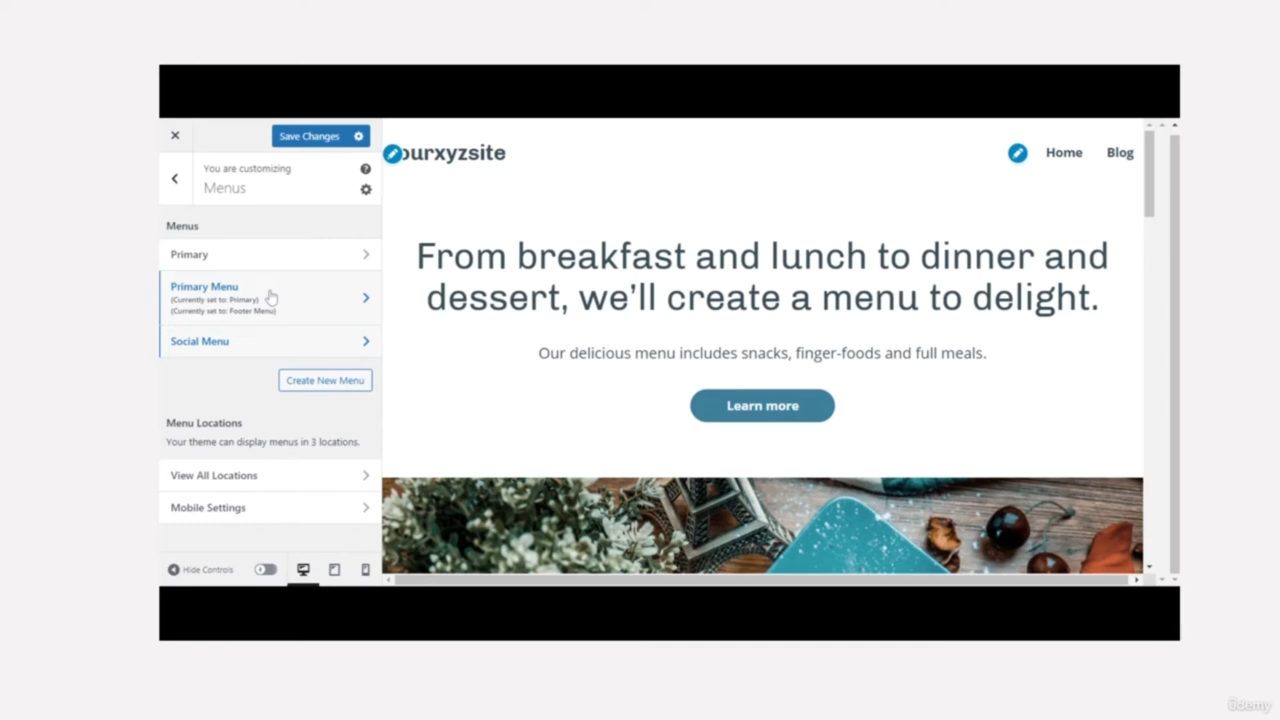 Save Changes
You are customizing
Menus
Menus
Primary
Primary Menu
(Currently set to: Primary)
(Currently set to: Footer Menu)
Social Menu
Create New Menu
Menu Locations
Your theme can display menus in 3 locations.
View All Locations
Mobile Settings
Hide Controls
ourxyzsite
Home
Blog
From breakfast and lunch to dinner and
dessert, we’ll create a menu to delight.
Our delicious menu includes snacks, finger-foods and full meals.
Learn more
ûdemy